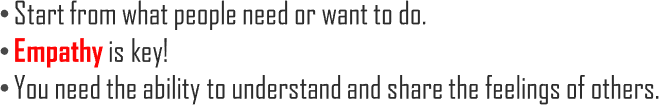 • Start from what people need or want to do.
• Empathy is key!
• You need the ability to understand and share the feelings of others.